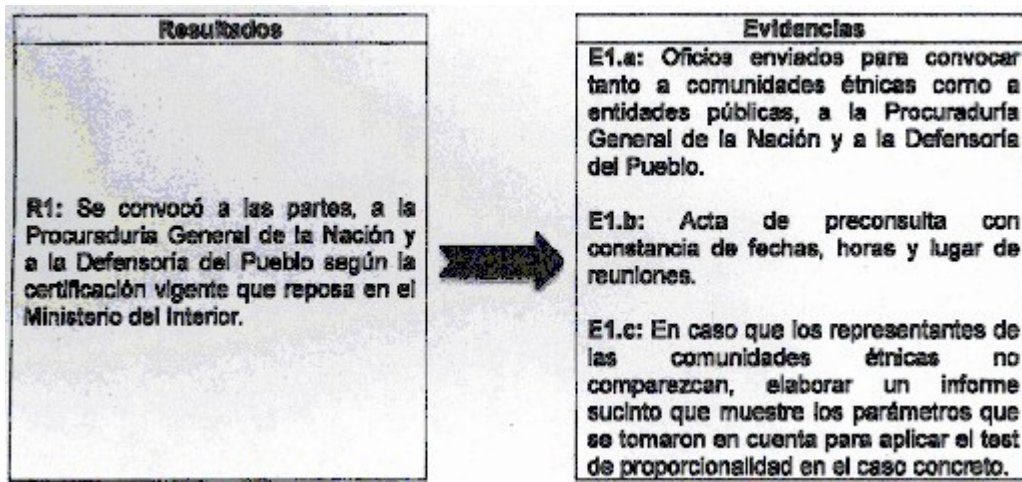 Resultados
R1: Se convocó a las partes, a la
Procuraduría General de la Nación y
a la Defensoría del Pueblo según la
certificación vigente que reposa en el
Ministerio del Interior.
Evidencias
E1.a: Oficios enviados para convocar
tanto a comunidades étnicas como a
entidades públicas, a la Procuraduría
General de la Nación y a la Defensoría
del Pueblo.
E1.b: Acta de preconsulta con
constancia de fechas, horas y lugar de
reuniones.
E1.c: En caso que los representantes de
las comunidades étnicas no
comparezcan, elaborar un informe
sucinto que muestre los parámetros que
se tomaron en cuenta para aplicar el test
de proporcionalidad en el caso concreto.